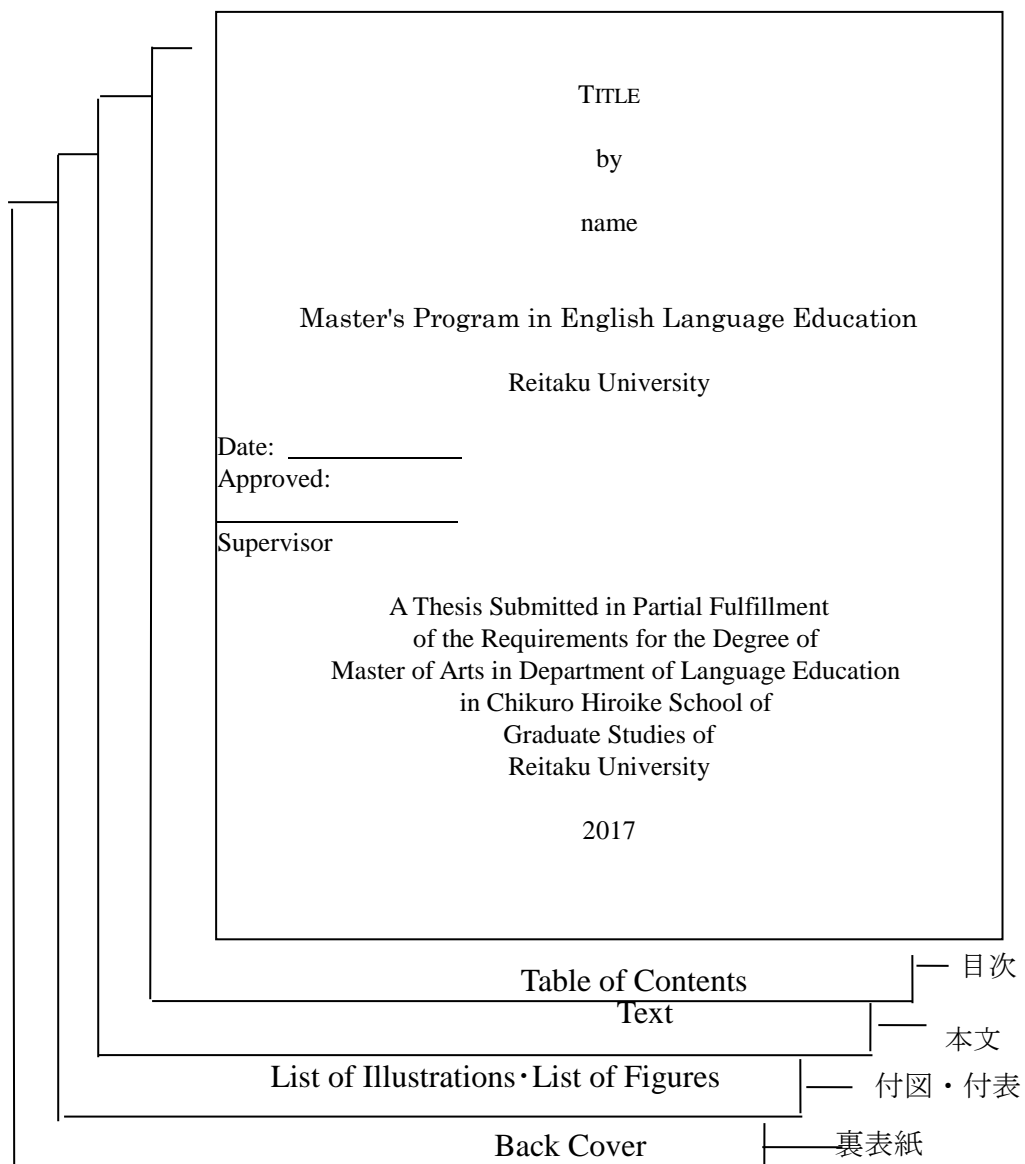 TITLE
by
name
Master's Program in English Language Education
Reitaku University
Date:
Approved:
Supervisor
A Thesis Submitted in Partial Fulfillment
of the Requirements for the Degree of
Master of Arts in Department of Language Education
in Chikuro Hiroike School of
Graduate Studies of
Reitaku University
2017
Table of Contents
目次
Text
本文
List of Illustrations・List of Figures
付図・付表
Back Cover
裏表紙